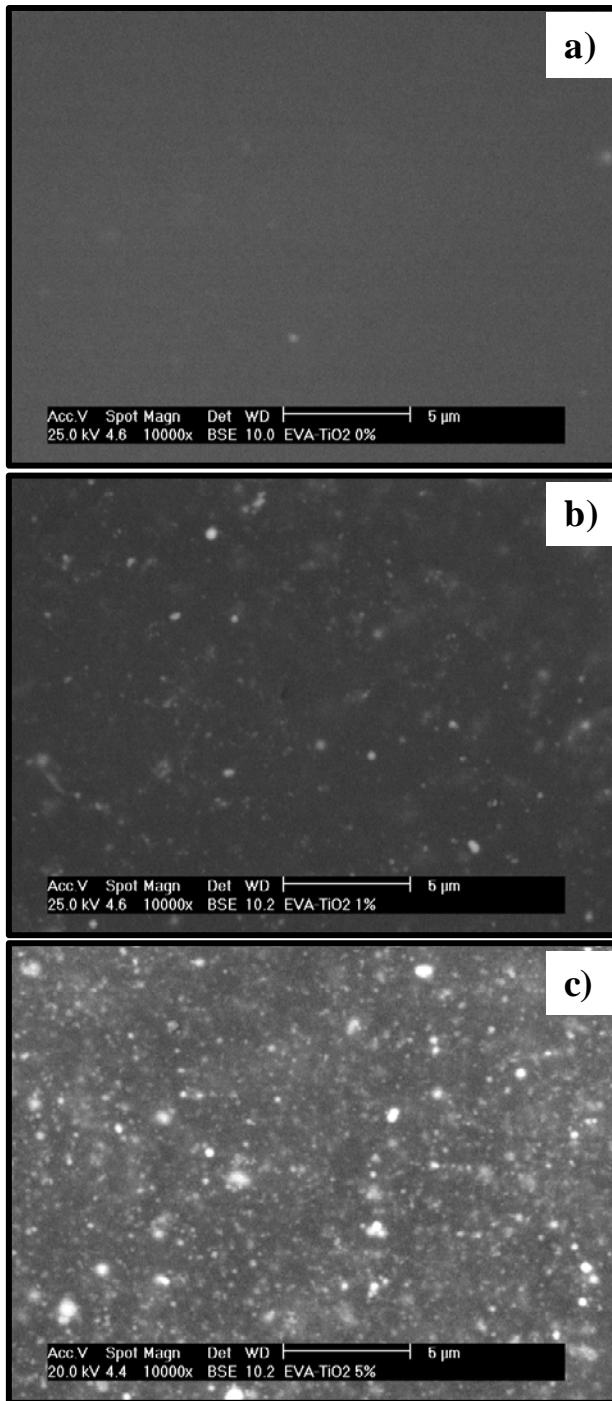 a)
Acc.V Spot Magn Det WD 5 µm
25.0 kV 4.6 10000x BSE 10.0 EVA-TiO2 0%
b)
Acc.V Spot Magn Det WD 5 µm
25.0 kV 4.6 10000x BSE 10.2 EVA-TiO2 1%
c)
Acc.V Spot Magn Det WD 5 µm
20.0 kV 4.4 10000x BSE 10.2 EVA-TiO2 5%